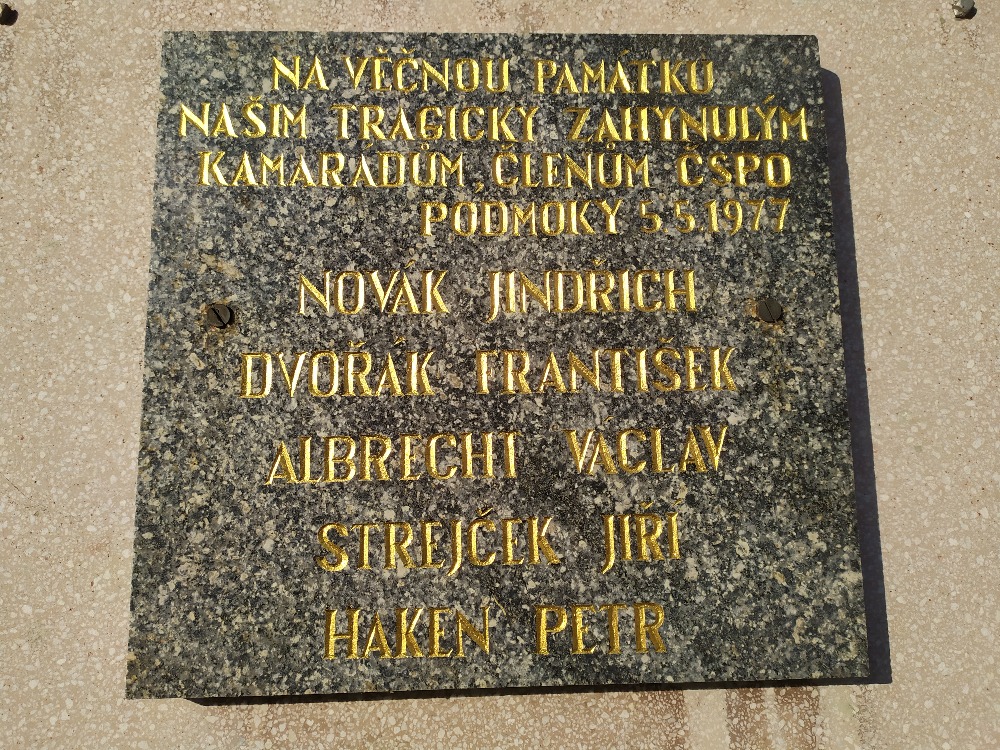 NA VĚČNOU PAMÁTKU
NAŠIM TRAGICKY ZAHYNULÝM
KAMARÁDŮM, ČLENŮM ČSPO
PODMOKY 5.5.1977
NOVÁK JINDŘICH
DVOŘÁK FRANTIŠEK
ALBRECHT VÁCLAV
STREJČEK JIŘÍ
HAKEN PETR